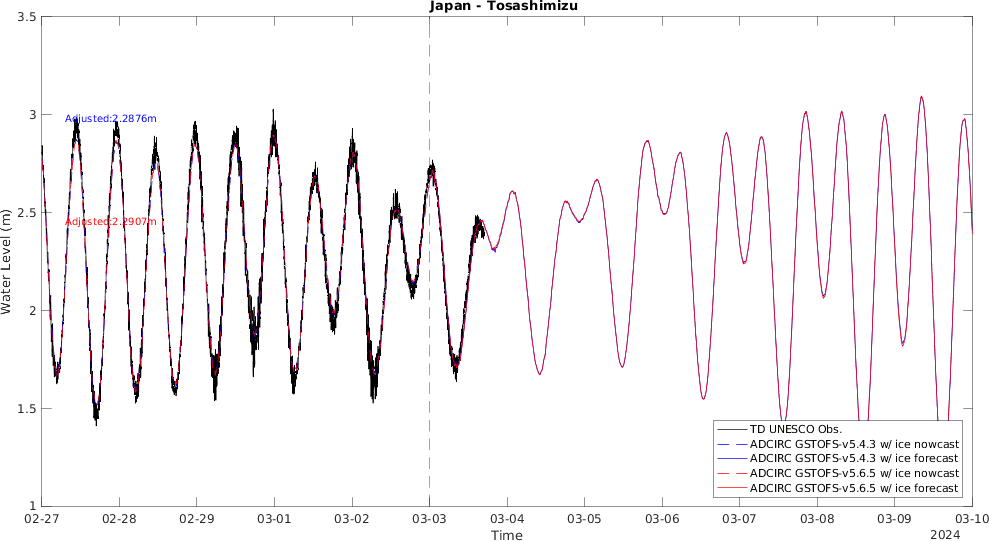 Japan - Tosashimizu
3.5
3
2.5
2
1.5
1
Water Level (m)
Adjusted:2.2876m
Adjusted:2.2907m
TD UNESCO Obs.
ADCIRC GSTOFS-v5.4.3 w/ ice nowcast
ADCIRC GSTOFS-v5.4.3 w/ ice forecast
ADCIRC GSTOFS-v5.6.5 w/ ice nowcast
ADCIRC GSTOFS-v5.6.5 w/ ice forecast
02-27 02-28 02-29 03-01 03-02 03-03 03-04 03-05 03-06 03-07 03-08 03-09 03-10
Time
2024